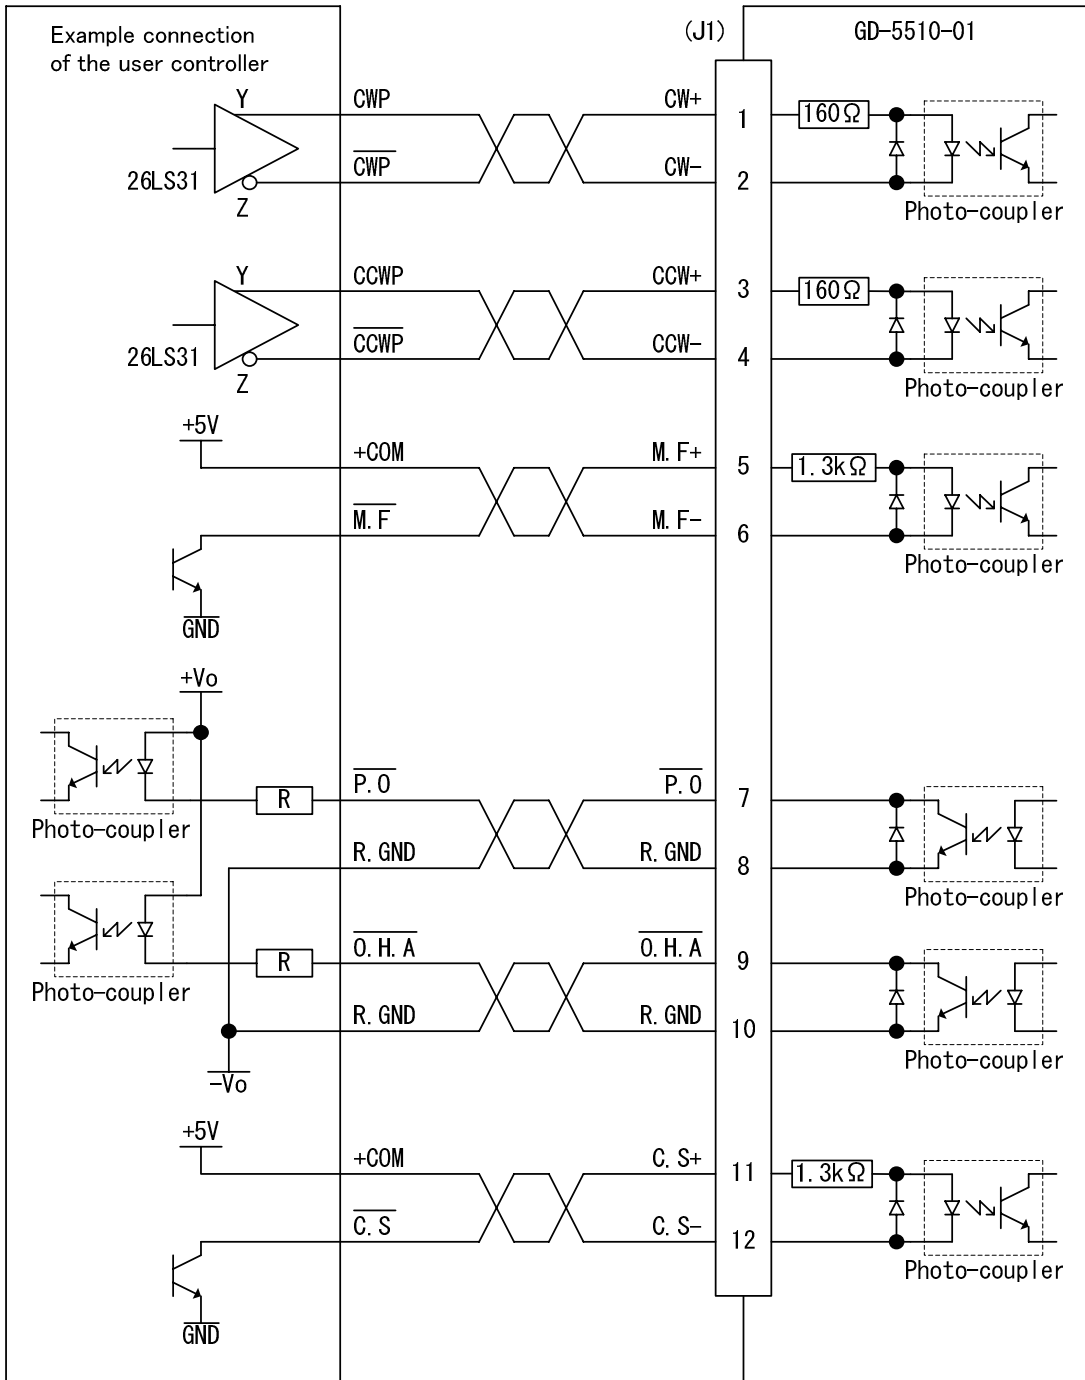 Example connection
of the user controller
(J1)
GD-5510-01
Y
CWP
CW+
1
160Ω
26LS31
C̅W̅P̅
CW-
2
Z
Photo-coupler
Y
CCWP
CCW+
3
160Ω
26LS31
C̅C̅W̅P̅
CCW-
4
Z
Photo-coupler
+5V
+COM
M.F+
5
1.3kΩ
M̅.̅F̅
M.F-
6
Photo-coupler
GND
+Vo
P̅.̅O̅
P̅.̅O̅
7
R
Photo-coupler
R.GND
R.GND
8
Photo-coupler
O̅.̅H̅.̅A̅
O̅.̅H̅.̅A̅
9
R
Photo-coupler
R.GND
R.GND
10
Photo-coupler
-Vo
+5V
+COM
C.S+
11
1.3kΩ
C̅.̅S̅
C.S-
12
Photo-coupler
GND